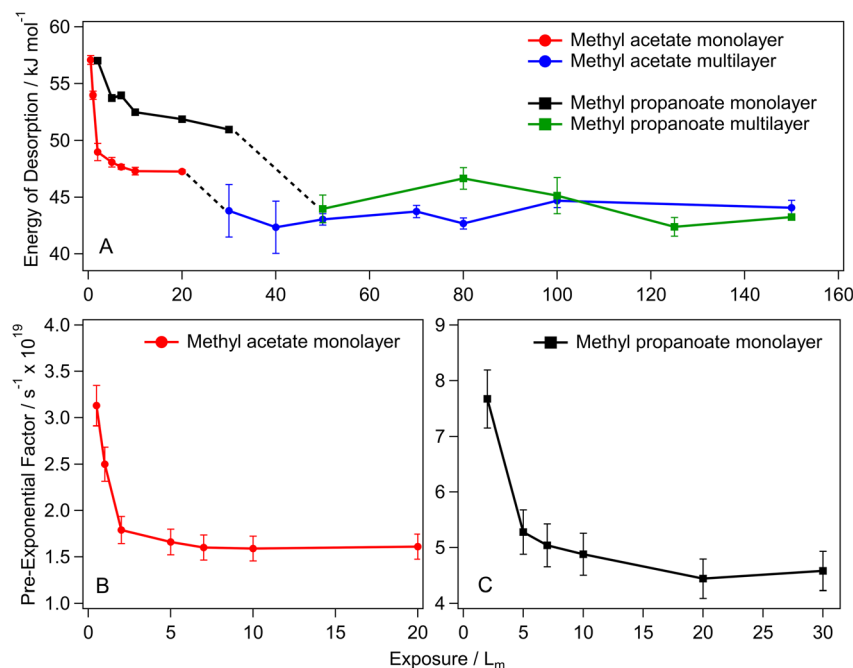 60
55
50
45
40
Energy of Desorption / kJ mol⁻¹
Methyl acetate monolayer
Methyl acetate multilayer
Methyl propanoate monolayer
Methyl propanoate multilayer
A
0 20 40 60 80 100 120 140 160
4.0
3.5
3.0
2.5
2.0
1.5
1.0
Pre-Exponential Factor / s⁻¹ x 10¹⁹
Methyl acetate monolayer
B
0 5 10 15 20
9
8
7
6
5
4
Methyl propanoate monolayer
C
0 5 10 15 20 25 30
Exposure / Lₘ